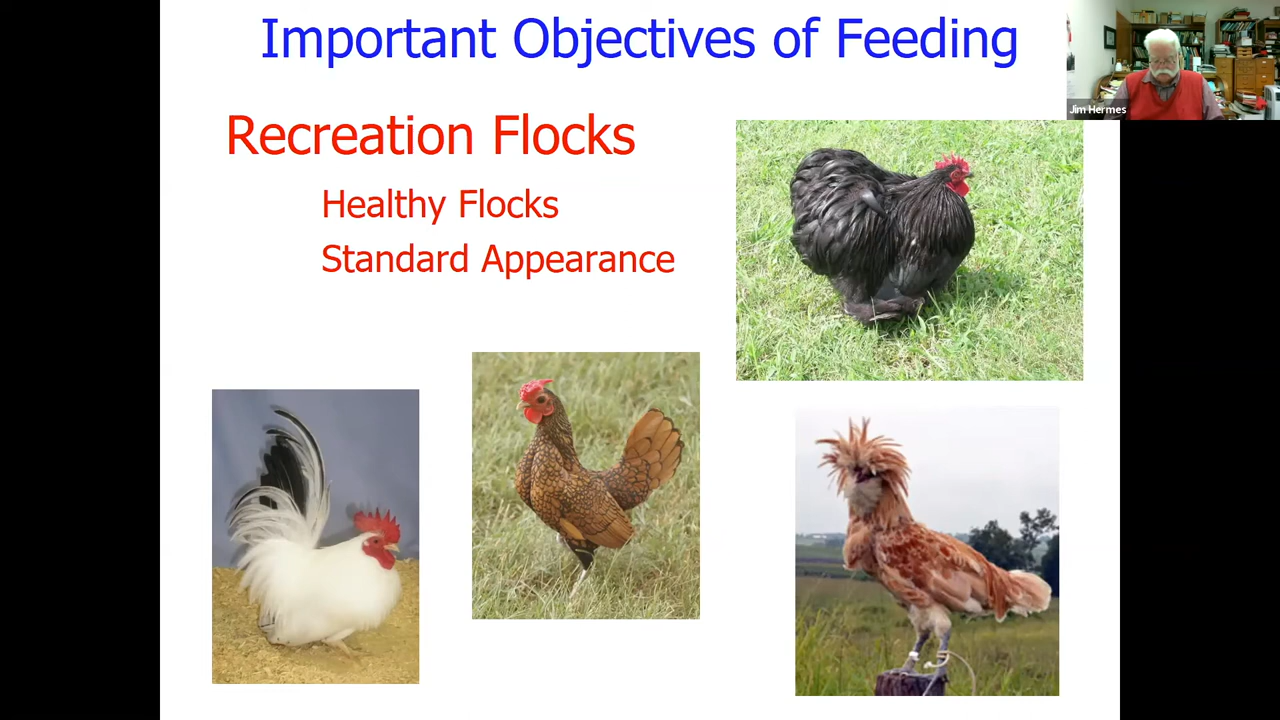 Important Objectives of Feeding
Jim Hermes
Recreation Flocks
Healthy Flocks
Standard Appearance